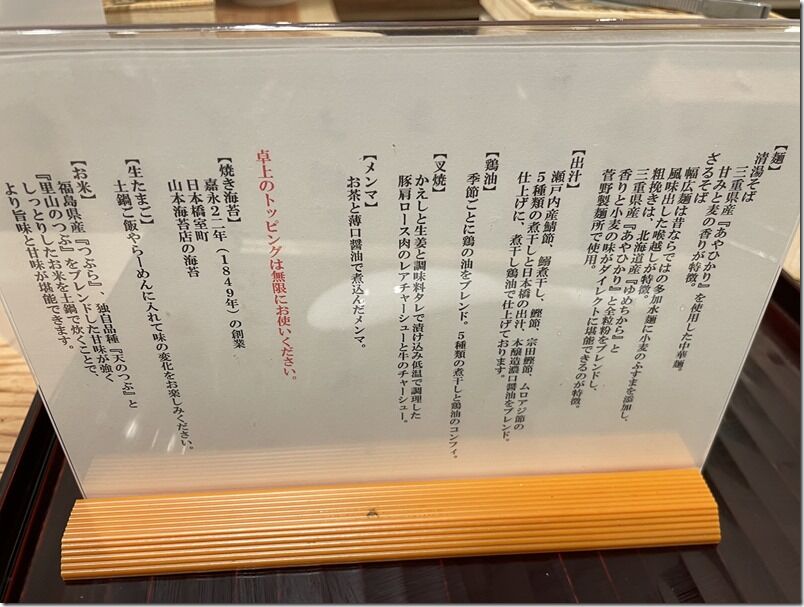 【麺】
清湯そば
三重県産『あやひかり』を使用した中華麺。
甘みと麦の香りが特徴。
ざるそば
幅広麺は昔ならではの多加水麺に小麦のふすまを添加し、
風味出した喉越しが特徴。
粗挽きは、北海道産『ゆめちから』と
三重県産『あやひかり』と全粒粉をブレンドし、
香りと小麦の味がダイレクトに堪能できるのが特徴。
菅野製麺所で使用。
【出汁】
瀬戸内産鯖節、鰯煮干し、鰹節、宗田鰹節、ムロアジ節の
5種類の煮干しと日本橋の出汁、本醸造濃口醤油をブレンド。
仕上げに、煮干し鶏油で仕上げております。
【鶏油】
季節ごとに鶏の油をブレンド。5種類の煮干しと鶏油のコンフィ。
【叉焼】
かえしと生姜と調味料タレで漬け込み低温で調理した
豚肩ロース肉のレアチャーシューと牛のチャーシュー。
【メンマ】
お茶と薄口醤油で煮込んだメンマ。
卓上のトッピングは無限にお使いください。
【焼き海苔】
嘉永22年（1849年）の創業
日本橋室町
山本海苔店の海苔
【生たまご】
土鍋ご飯やらーめんに入れて味の変化をお楽しみください。
【お米】
福島県産『つぶら』、独自品種『天のつぶ』と
『里山のつぶ』をブレンドした甘味が強く
しっとりしたお米を土鍋で炊くことで、
より旨味と甘味が堪能できます。